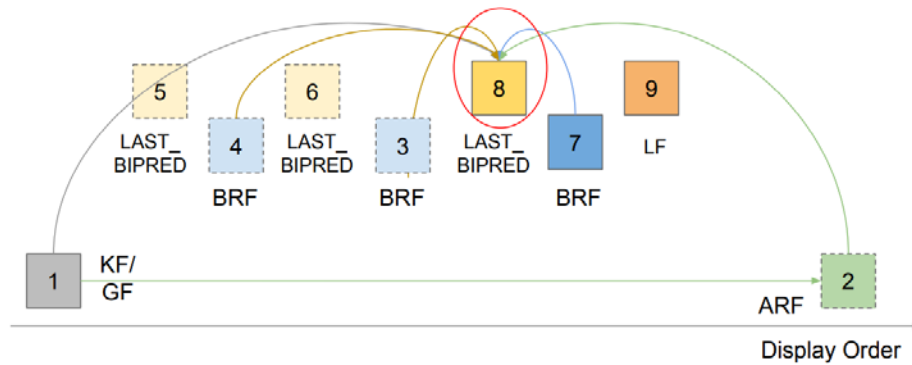 5
6
8
9
LAST_
BIPRED
4
LAST_
BIPRED
3
LAST_
BIPRED
7
LF
BRF
BRF
BRF
1
KF/
GF
2
ARF
Display Order